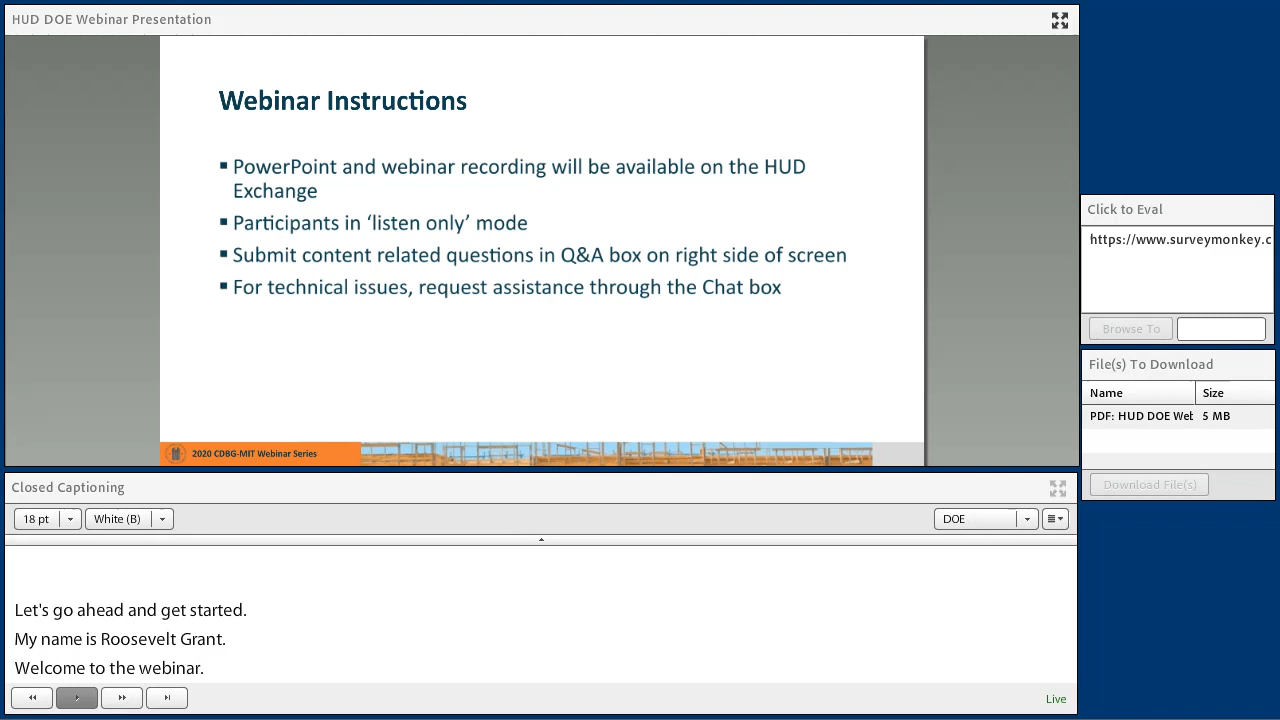 HUD DOE Webinar Presentation
Webinar Instructions
▪ PowerPoint and webinar recording will be available on the HUD
Exchange
▪ Participants in ‘listen only’ mode
▪ Submit content related questions in Q&A box on right side of screen
▪ For technical issues, request assistance through the Chat box
2020 CDBG-MIT Webinar Series
Click to Eval
https://www.surveymonkey.c
Browse To
File(s) To Download
Name Size
PDF: HUD DOE Wet 5 MB
Download File(s)
Closed Captioning
18 pt White (B) DOE
Let's go ahead and get started.
My name is Roosevelt Grant.
Welcome to the webinar.
Live